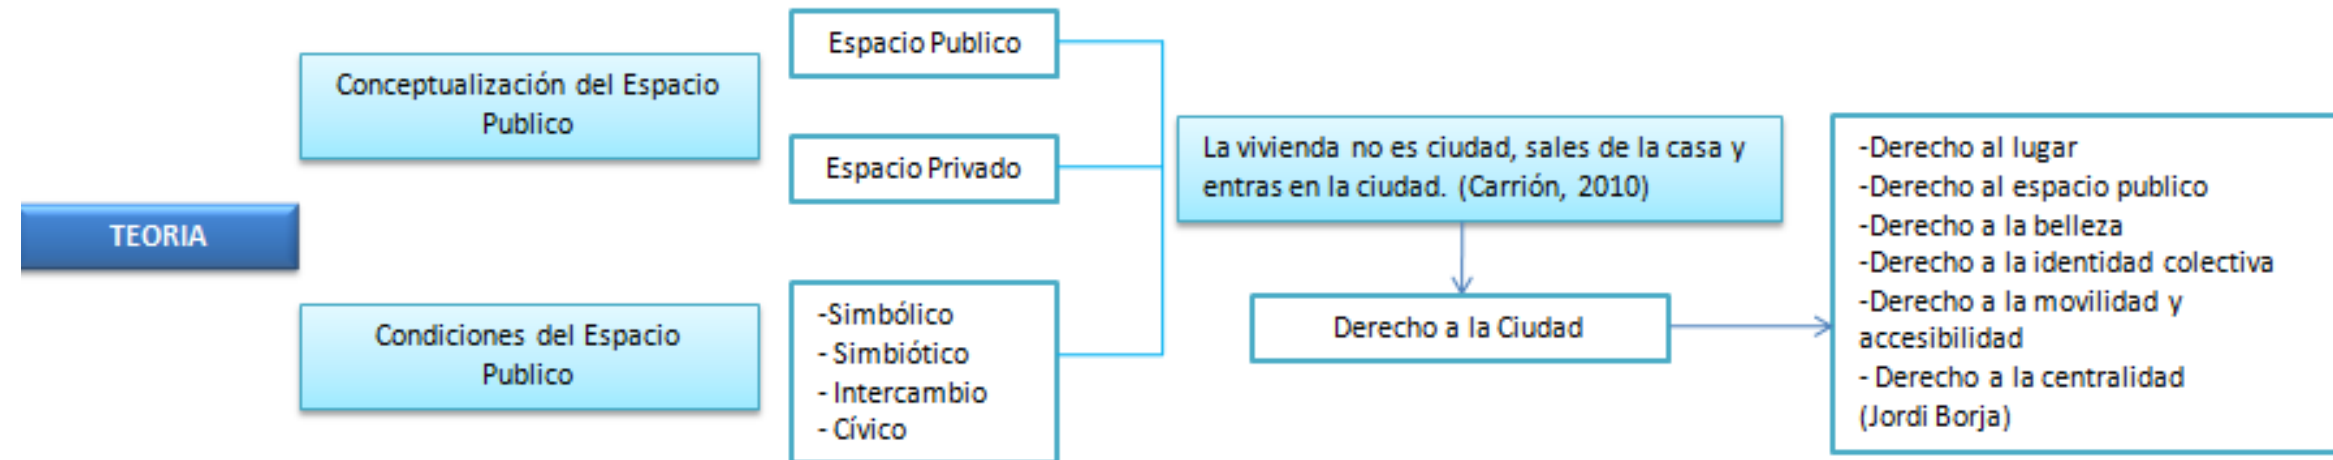 TEORIA
Conceptualización del Espacio
Publico
Condiciones del Espacio
Publico
Espacio Publico
Espacio Privado
-Simbólico
- Simbiótico
- Intercambio
- Cívico
La vivienda no es ciudad, sales de la casa y
entras en la ciudad. (Carrión, 2010)
Derecho a la Ciudad
-Derecho al lugar
-Derecho al espacio publico
-Derecho a la belleza
-Derecho a la identidad colectiva
-Derecho a la movilidad y
accesibilidad
- Derecho a la centralidad
(Jordi Borja)